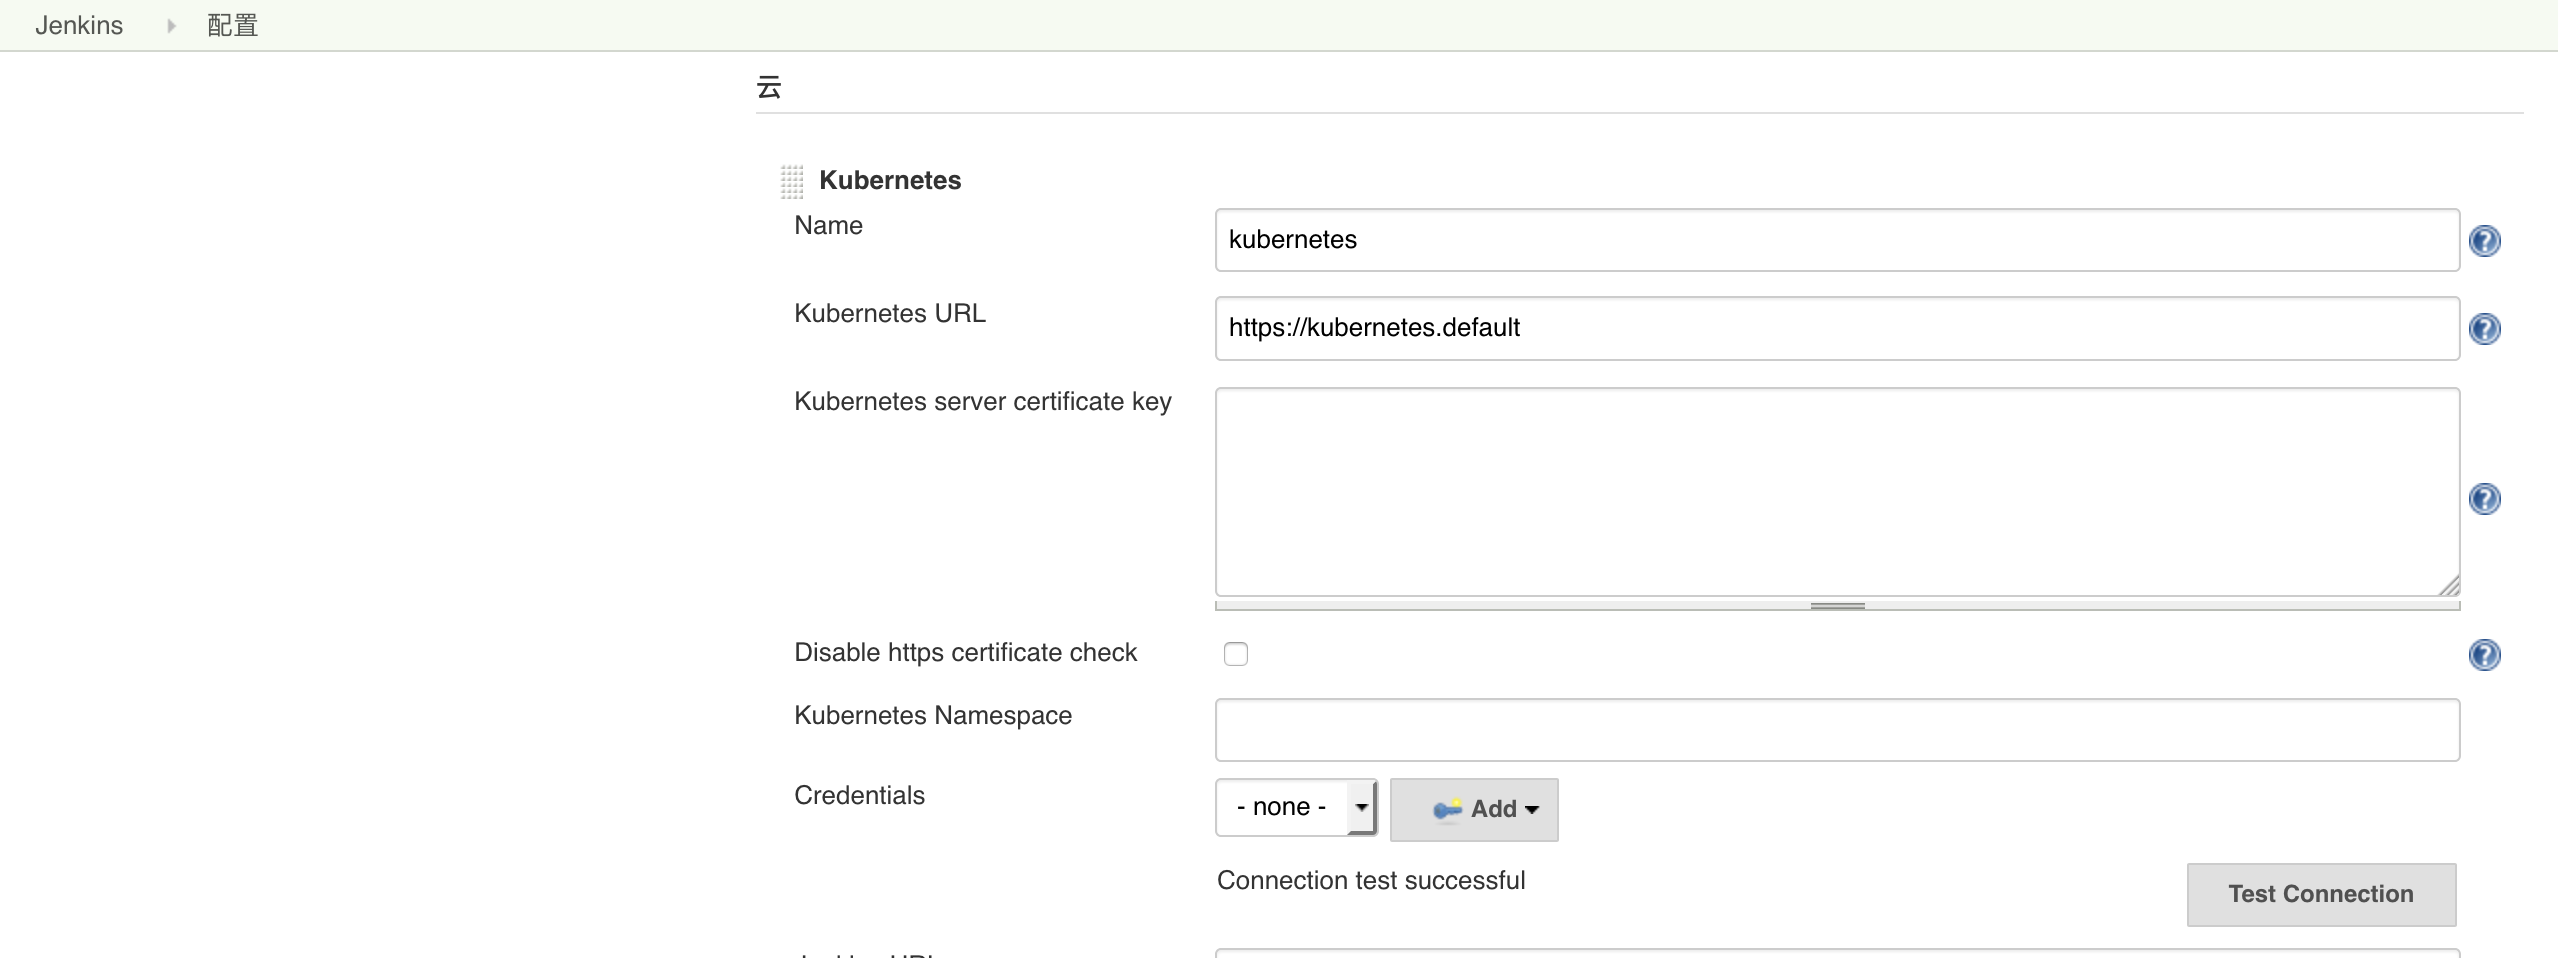 Jenkins 配置
云
Kubernetes
Name
kubernetes
Kubernetes URL
https://kubernetes.default
Kubernetes server certificate key
Disable https certificate check
Kubernetes Namespace
Credentials
- none -
Add
Connection test successful
Test Connection